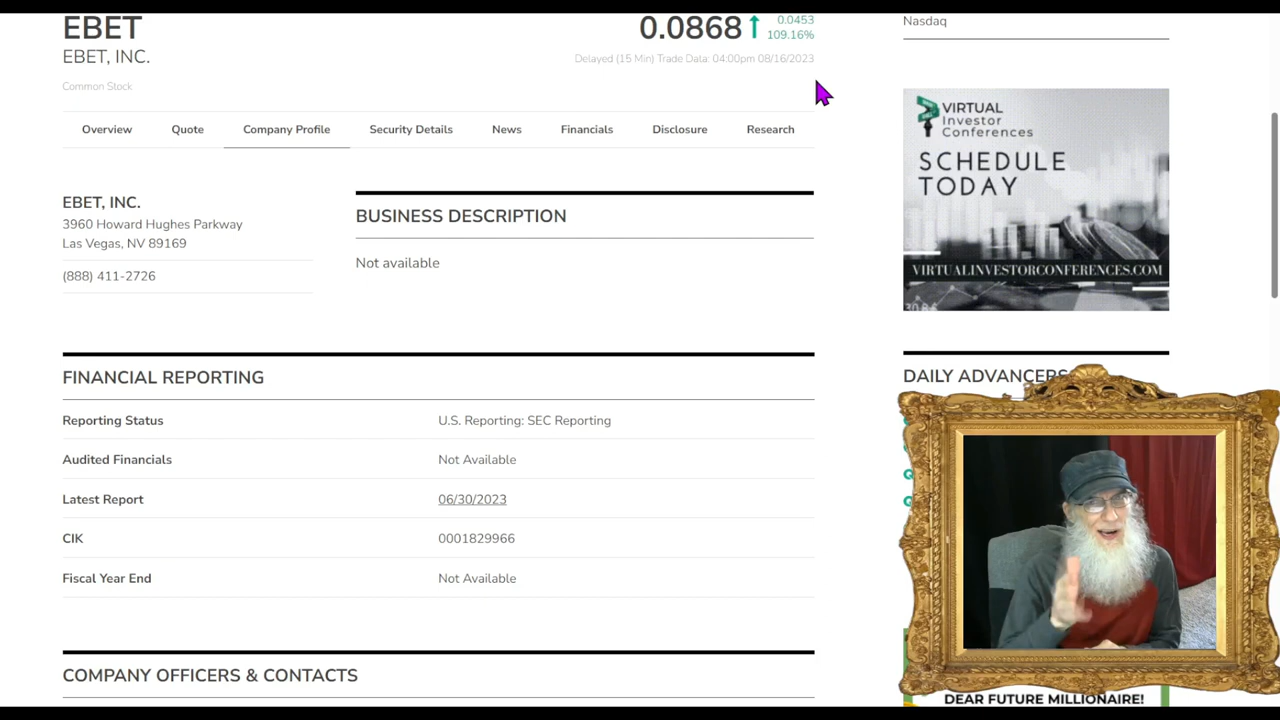 EBET
0.0868
0.0453
109.16%
EBET, INC.
Delayed (15 Min) Trade Data: 04:00pm 08/16/2023
Common Stock
Overview Quote Company Profile Security Details News Financials Disclosure Research
EBET, INC.
3960 Howard Hughes Parkway
Las Vegas, NV 89169
(888) 411-2726
BUSINESS DESCRIPTION
Not available
FINANCIAL REPORTING
Reporting Status U.S. Reporting: SEC Reporting
Audited Financials Not Available
Latest Report 06/30/2023
CIK 0001829966
Fiscal Year End Not Available
COMPANY OFFICERS & CONTACTS
Nasdaq
VIRTUAL
Investor
Conferences
SCHEDULE
TODAY
VIRTUALINVESTORCONFERENCES.COM
DAILY ADVANCERS
DEAR FUTURE MILLIONAIRE!